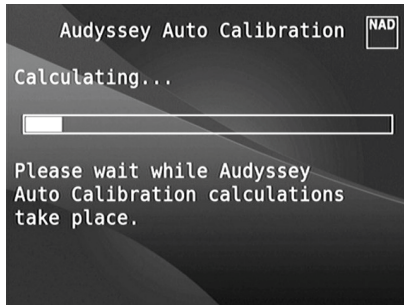 Audyssey Auto Calibration
NAD
Calculating...
Please wait while Audyssey
Auto Calibration calculations
take place.